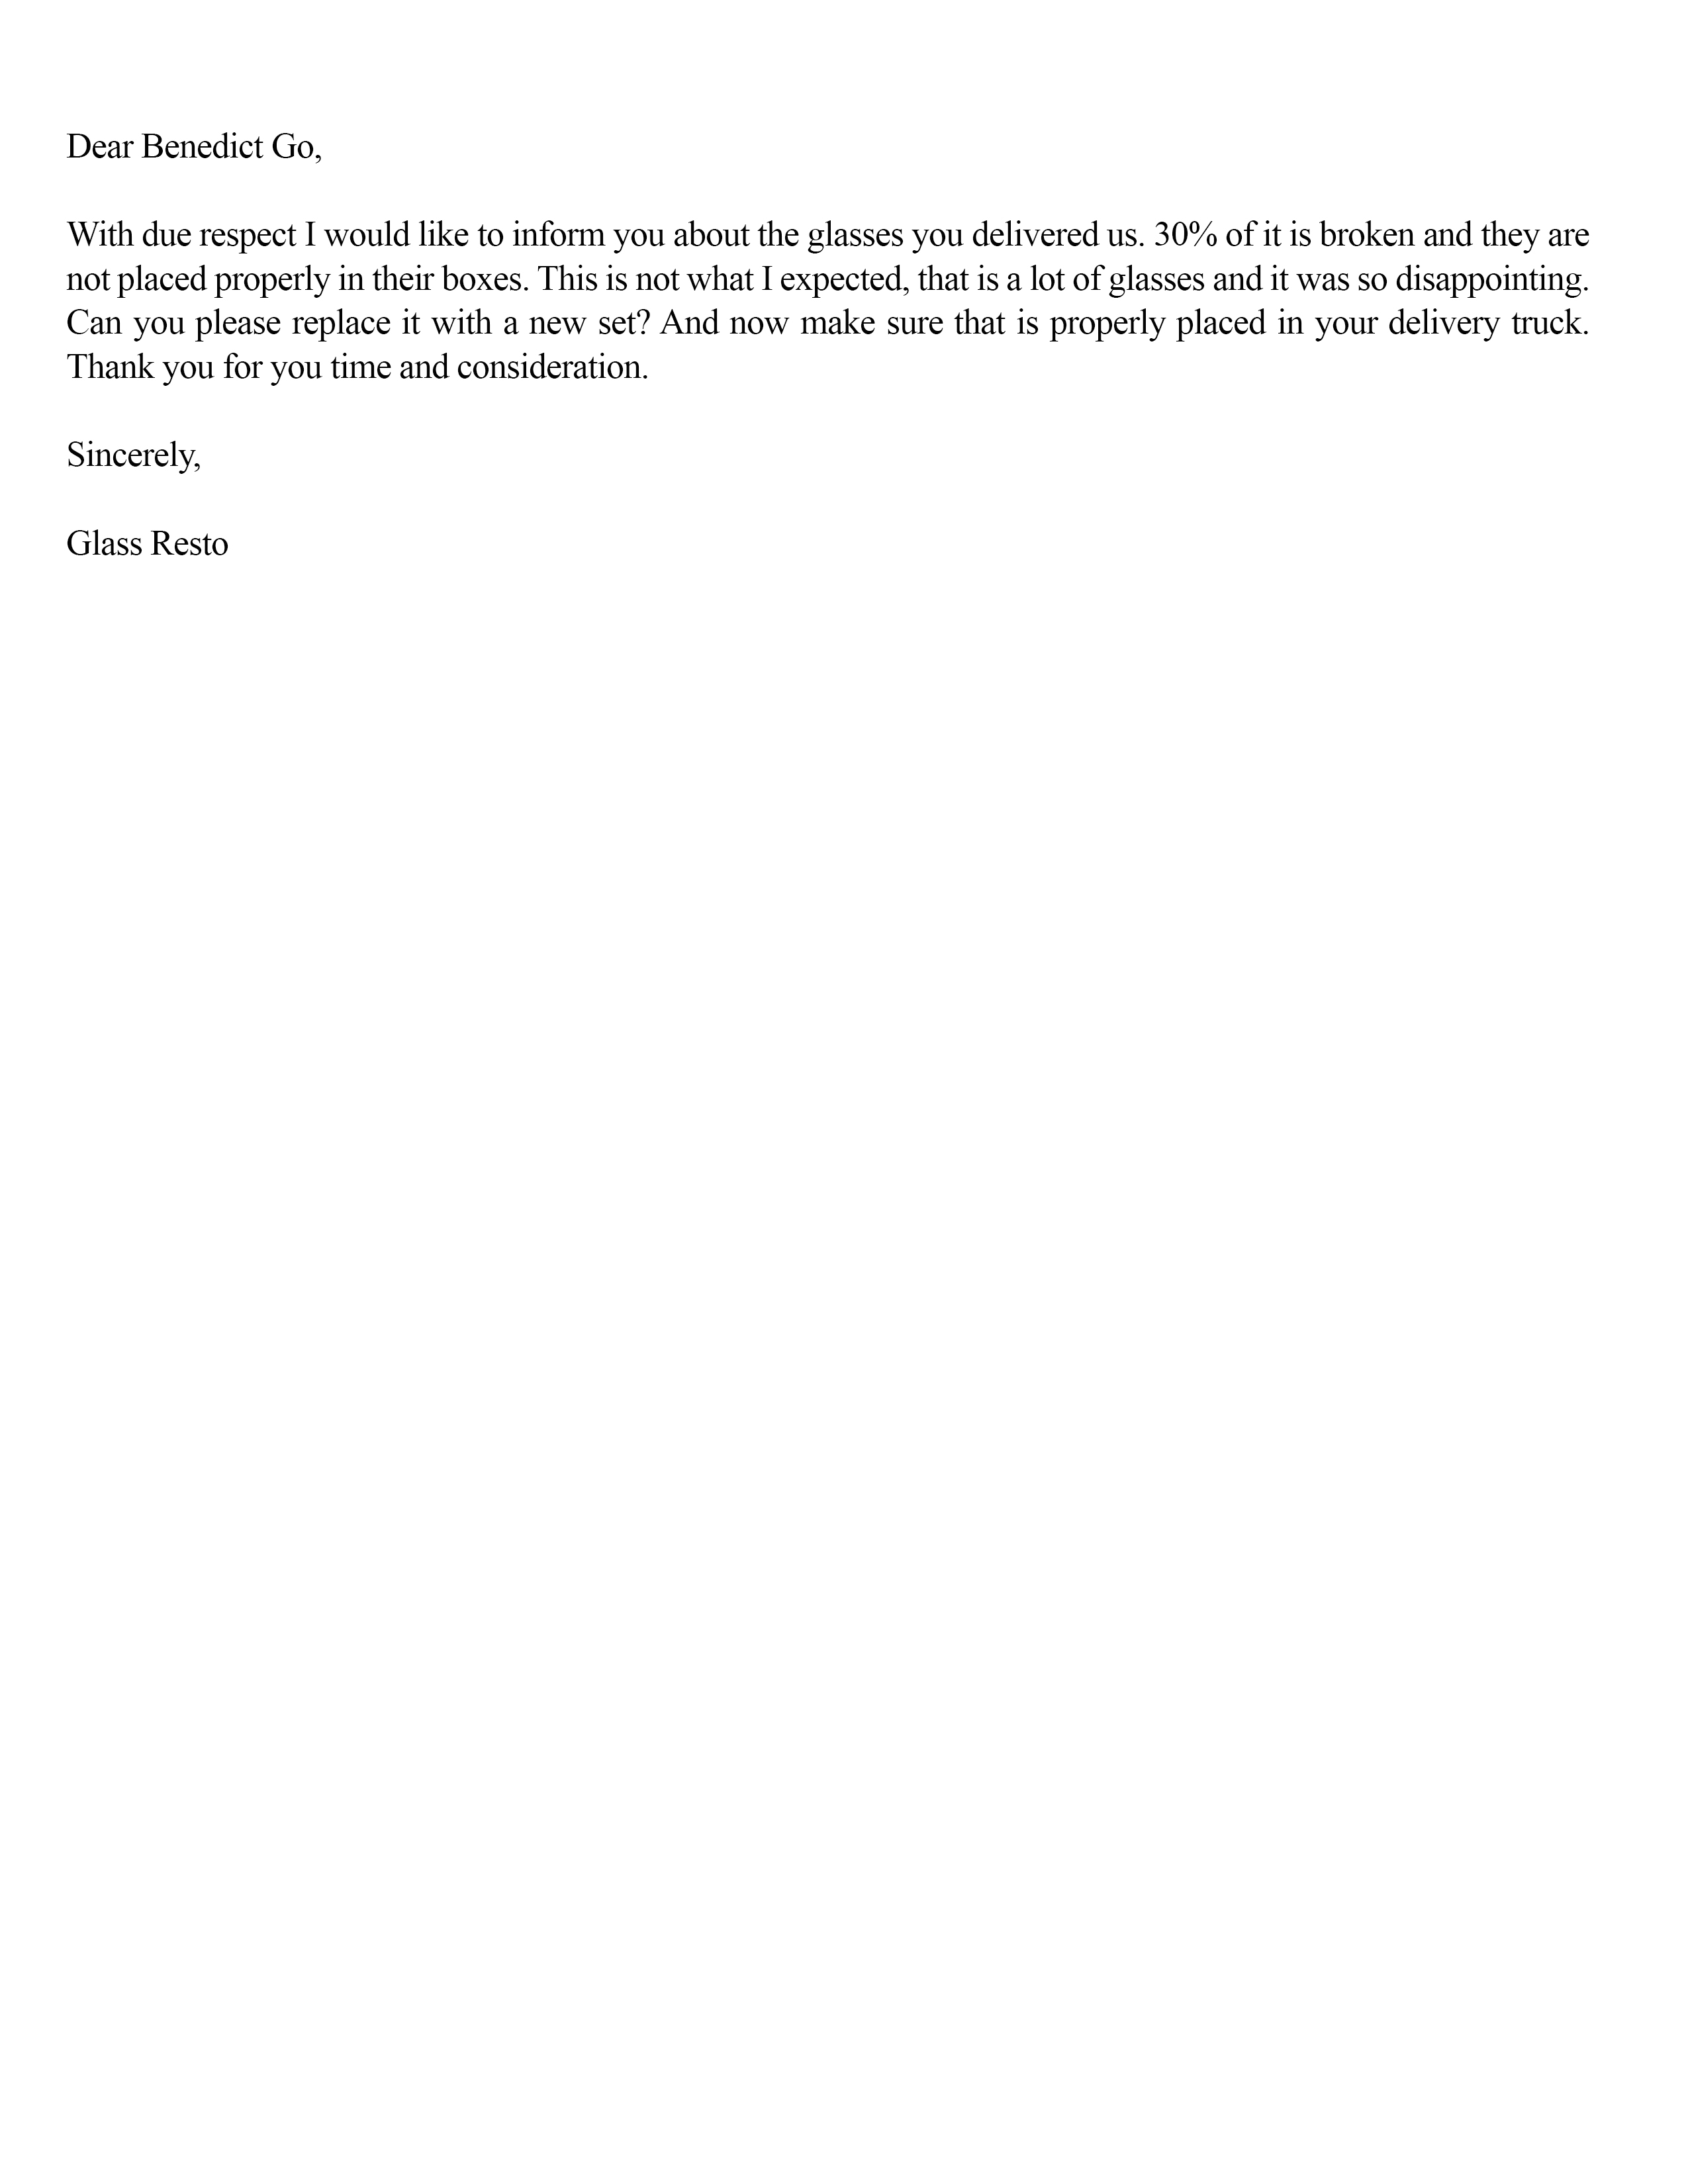 Dear Benedict Go,
With due respect I would like to inform you about the glasses you delivered us. 30% of it is broken and they are
not placed properly in their boxes. This is not what I expected, that is a lot of glasses and it was so disappointing.
Can you please replace it with a new set? And now make sure that is properly placed in your delivery truck.
Thank you for you time and consideration.
Sincerely,
Glass Resto